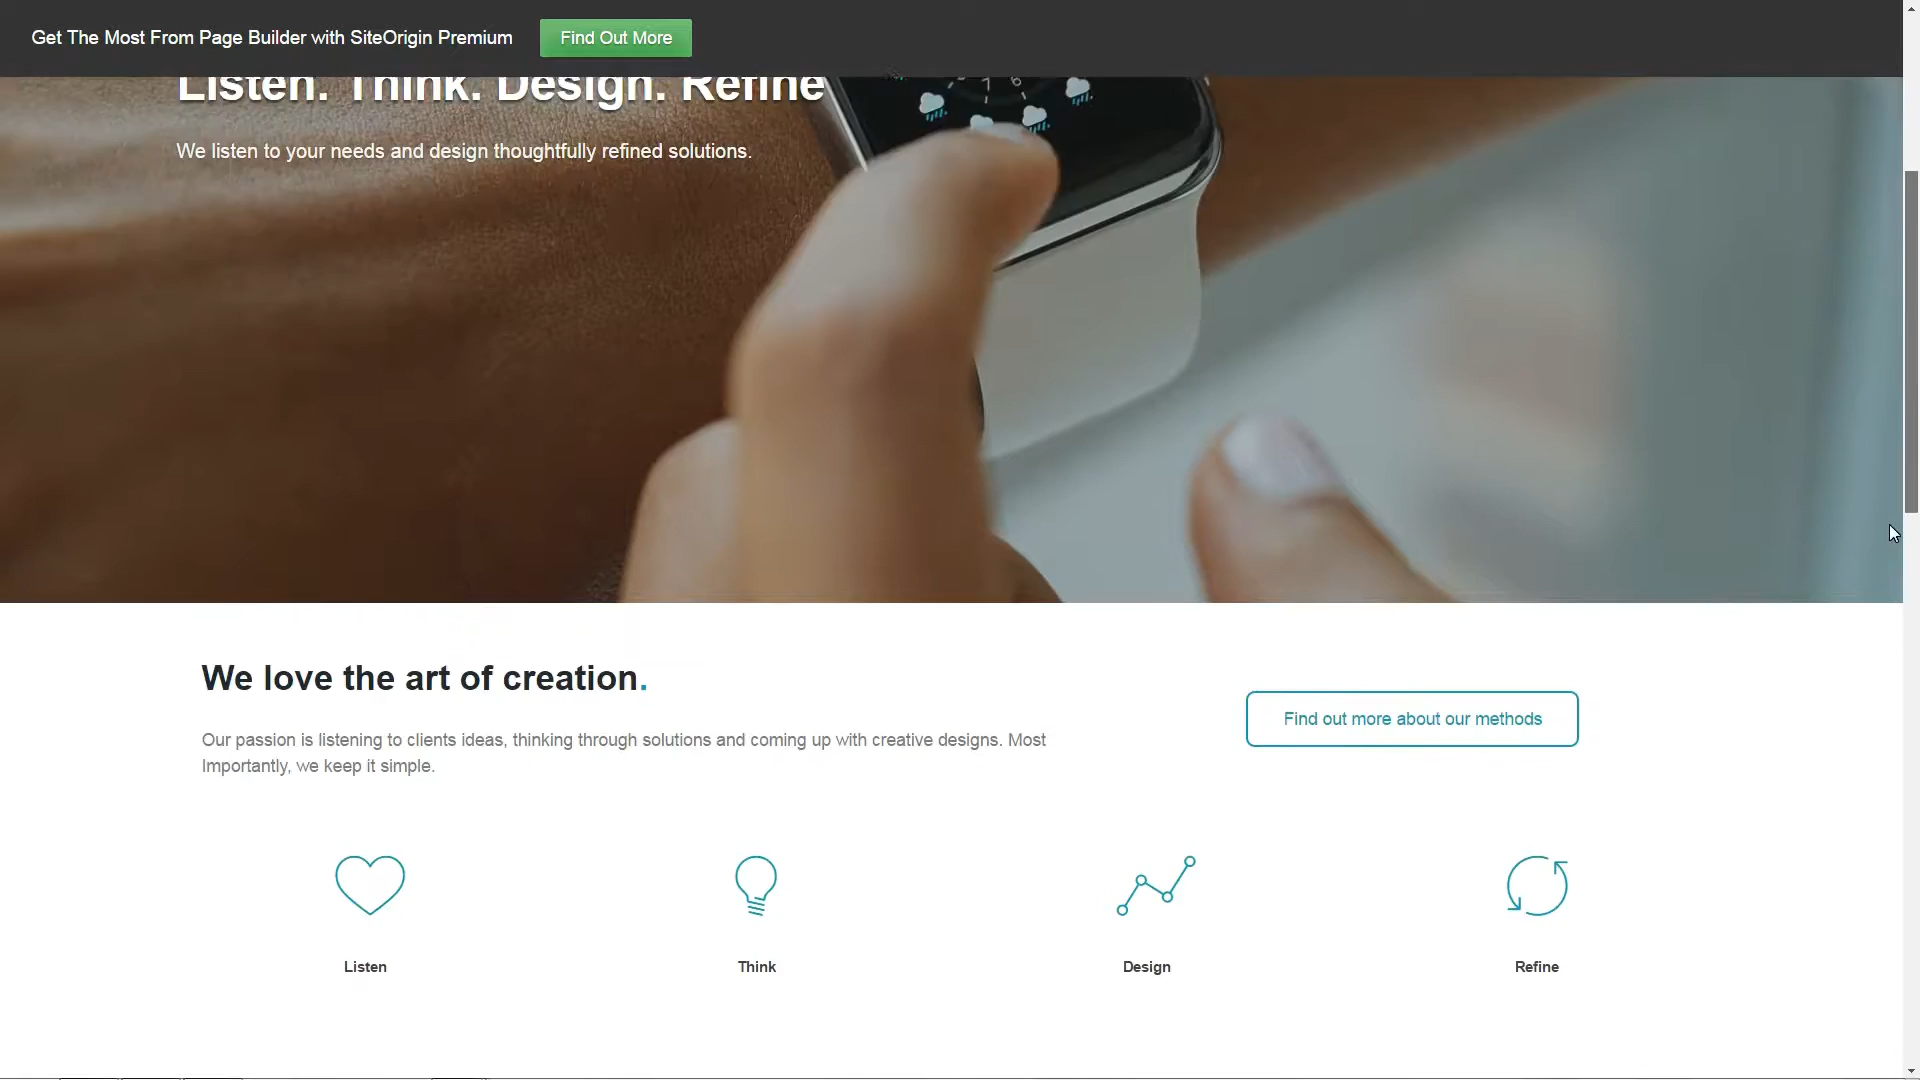 Get The Most From Page Builder with SiteOrigin Premium
Find Out More
Listen. Think. Design. Refine
We listen to your needs and design thoughtfully refined solutions.
We love the art of creation.
Our passion is listening to clients ideas, thinking through solutions and coming up with creative designs. Most
Importantly, we keep it simple.
Find out more about our methods
Listen
Think
Design
Refine